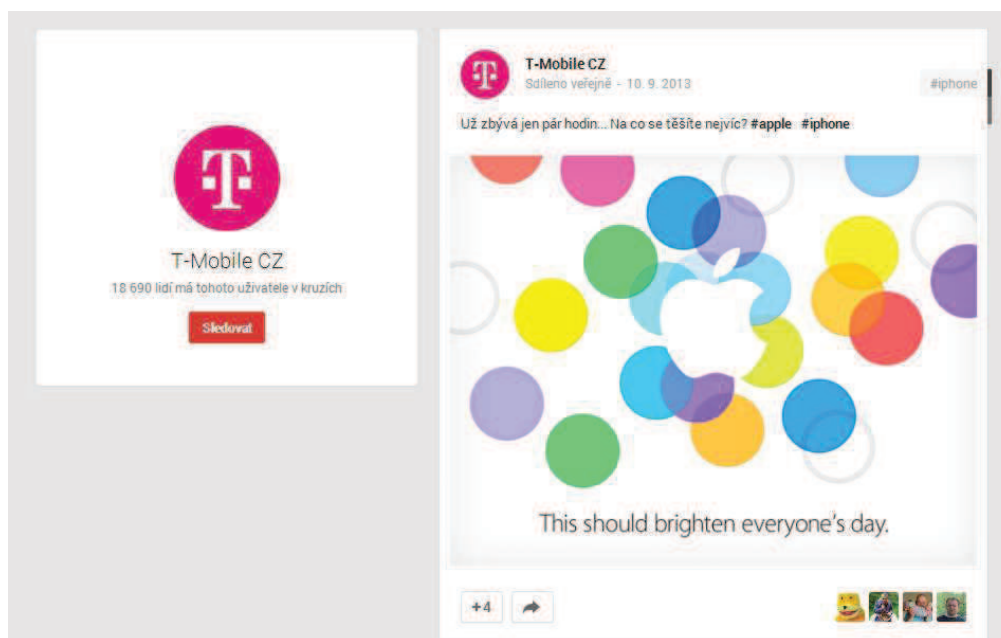 T-Mobile CZ
18 690 lidí má tohoto uživatele v kruzích
Sledovat
T-Mobile CZ
Sdíleno veřejně - 10. 9. 2013
#iphone
Už zbývá jen pár hodin... Na co se těšíte nejvíc? #apple #iphone
This should brighten everyone's day.
+4